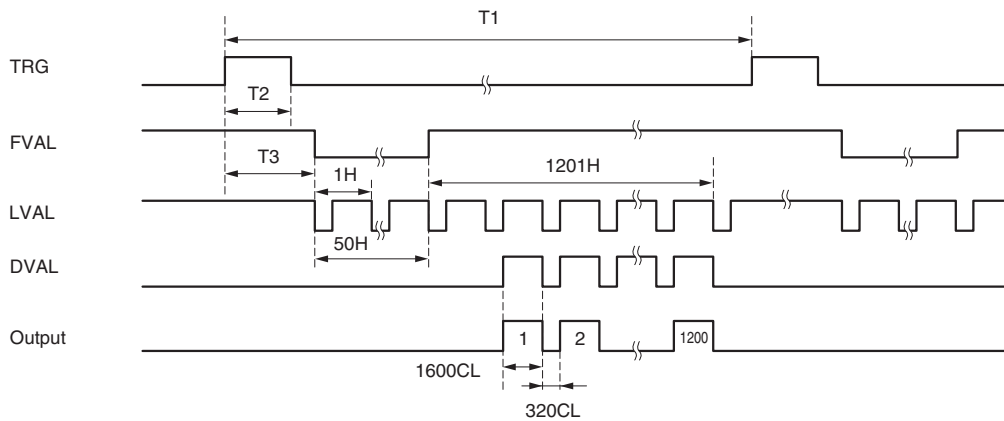 T1
TRG
T2
FVAL
T3
1H
1201H
LVAL
50H
DVAL
Output
1
2
1200
1600CL
320CL